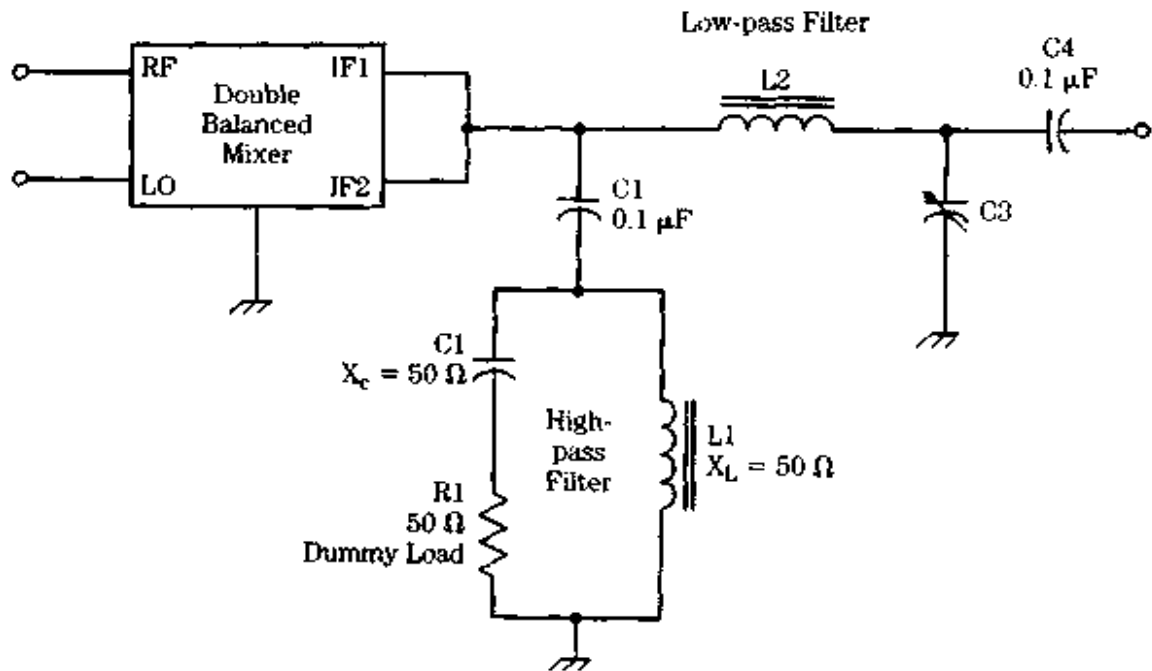 Low-pass Filter
C4
0.1 µF
L2
RF
IF1
Double
Balanced
Mixer
LO
IF2
C1
0.1 µF
C3
C1
Xc = 50 Ω
High-
pass
Filter
L1
XL = 50 Ω
R1
50 Ω
Dummy Load